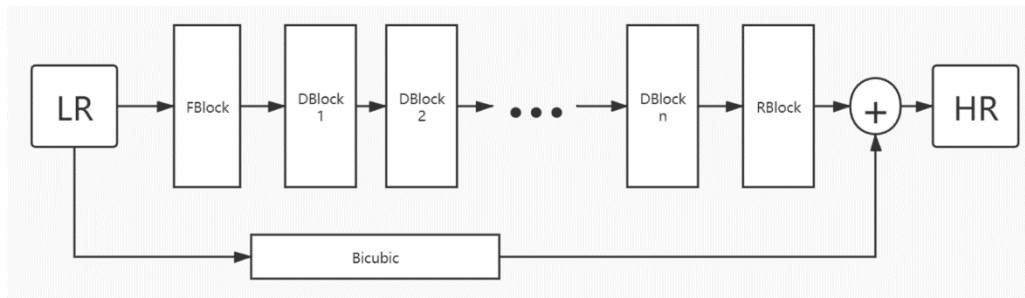 LR
FBlock
DBlock
1
DBlock
2
•••
DBlock
n
RBlock
+
HR
Bicubic